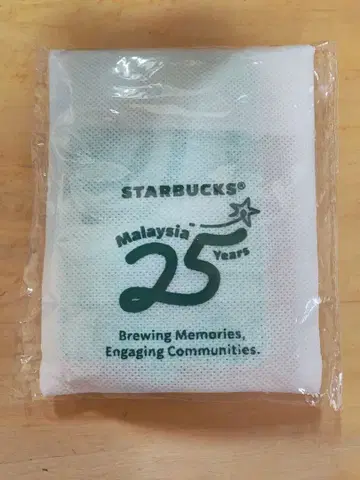 STARBUCKS®
Malaysia™
25 Years
Brewing Memories,
Engaging Communities.